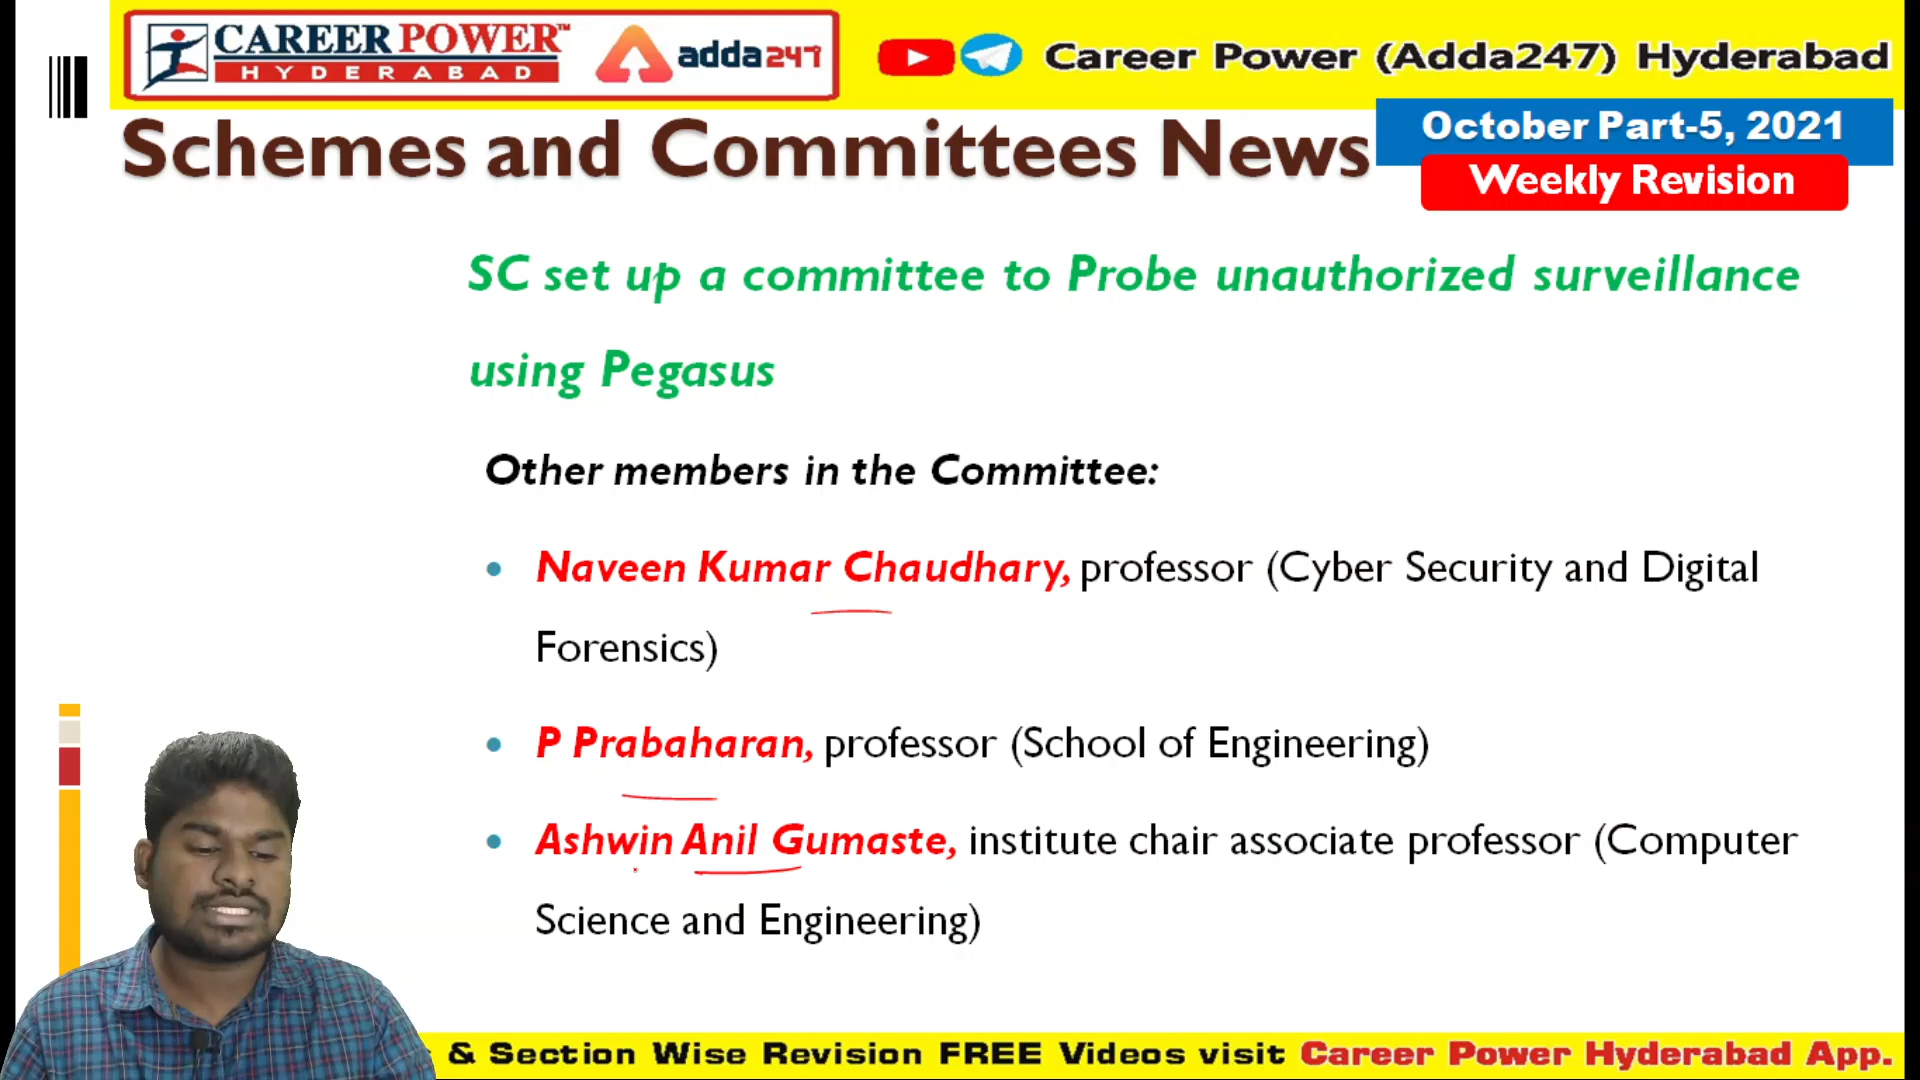 CAREER POWER™
HYDERABAD
adda247
Career Power (Adda247) Hyderabad
Schemes and Committees News
October Part-5, 2021
Weekly Revision
SC set up a committee to Probe unauthorized surveillance
using Pegasus
Other members in the Committee:
• Naveen Kumar Chaudhary, professor (Cyber Security and Digital
Forensics)
• P Prabaharan, professor (School of Engineering)
• Ashwin Anil Gumaste, institute chair associate professor (Computer
Science and Engineering)
& Section Wise Revision FREE Videos visit Career Power Hyderabad App.